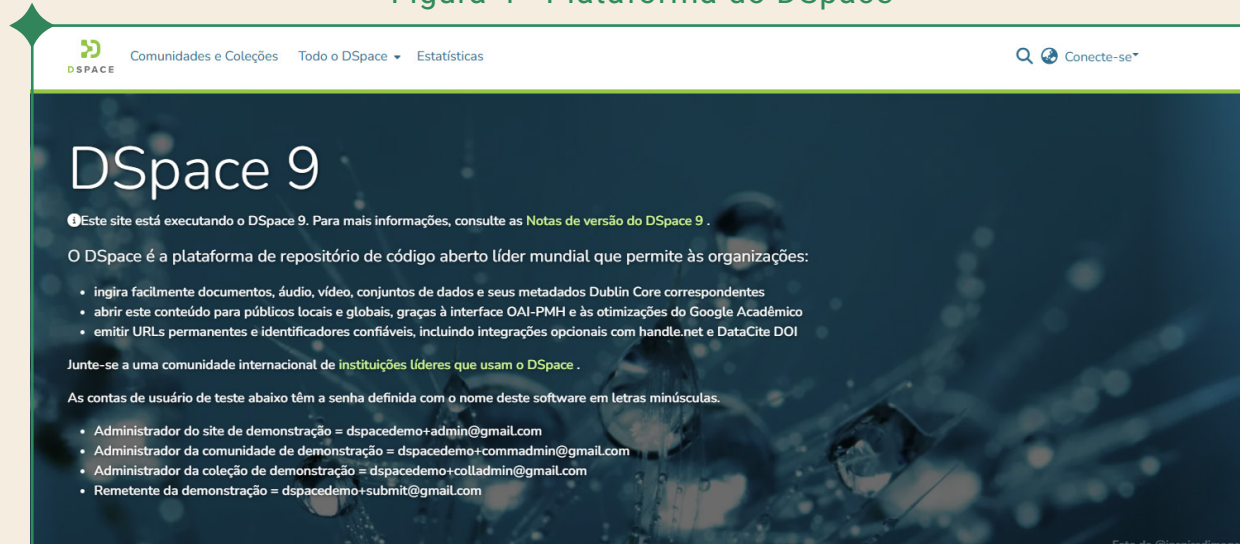 Figura 4 - Plataforma do DSpace
DSPACE
Comunidades e Coleções Todo o DSpace Estatísticas Conecte-se
DSpace 9
Este site está executando o DSpace 9. Para mais informações, consulte as Notas de versão do DSpace 9 .
O DSpace é a plataforma de repositório de código aberto líder mundial que permite às organizações:
• ingira facilmente documentos, áudio, vídeo, conjuntos de dados e seus metadados Dublin Core correspondentes
• abrir este conteúdo para públicos locais e globais, graças à interface OAI-PMH e às otimizações do Google Acadêmico
• emitir URLs permanentes e identificadores confiáveis, incluindo integrações opcionais com handle.net e DataCite DOI
Junte-se a uma comunidade internacional de instituições líderes que usam o DSpace .
As contas de usuário de teste abaixo têm a senha definida com o nome deste software em letras minúsculas.
• Administrador do site de demonstração = dspacedemo+admin@gmail.com
• Administrador da comunidade de demonstração = dspacedemo+commadmin@gmail.com
• Administrador da coleção de demonstração = dspacedemo+colladmin@gmail.com
• Remetente da demonstração = dspacedemo+submit@gmail.com